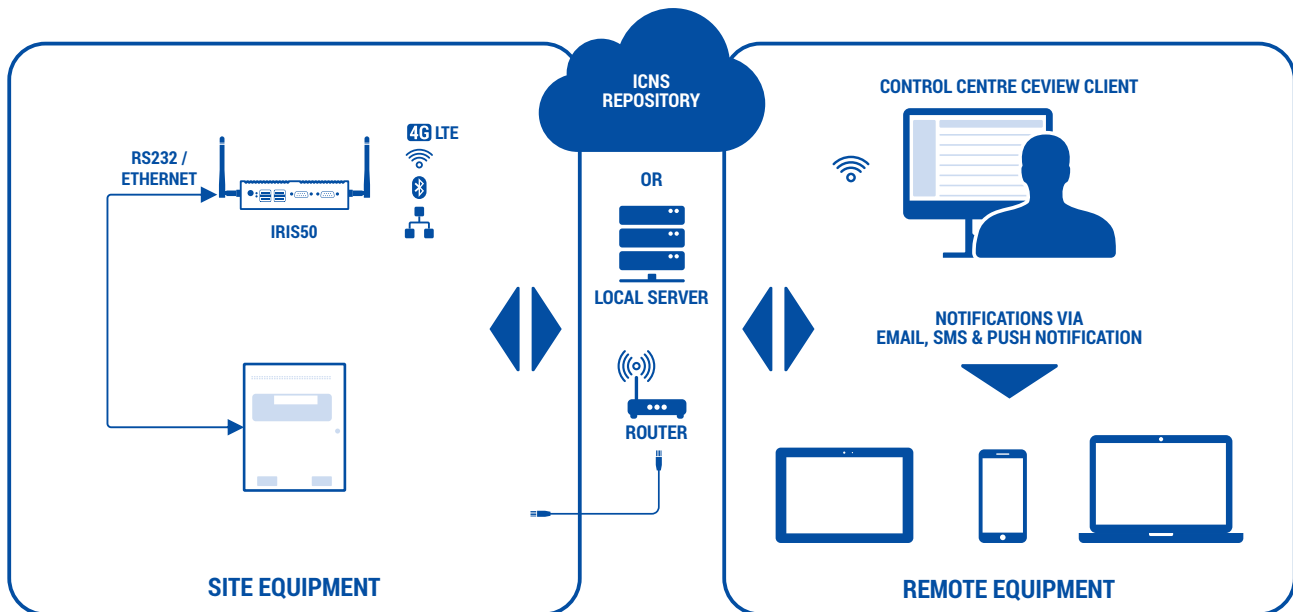 ICNS
REPOSITORY
CONTROL CENTRE CEVIEW CLIENT
4G LTE
RS232 /
ETHERNET
OR
IRIS50
LOCAL SERVER
NOTIFICATIONS VIA
EMAIL, SMS & PUSH NOTIFICATION
ROUTER
SITE EQUIPMENT
REMOTE EQUIPMENT